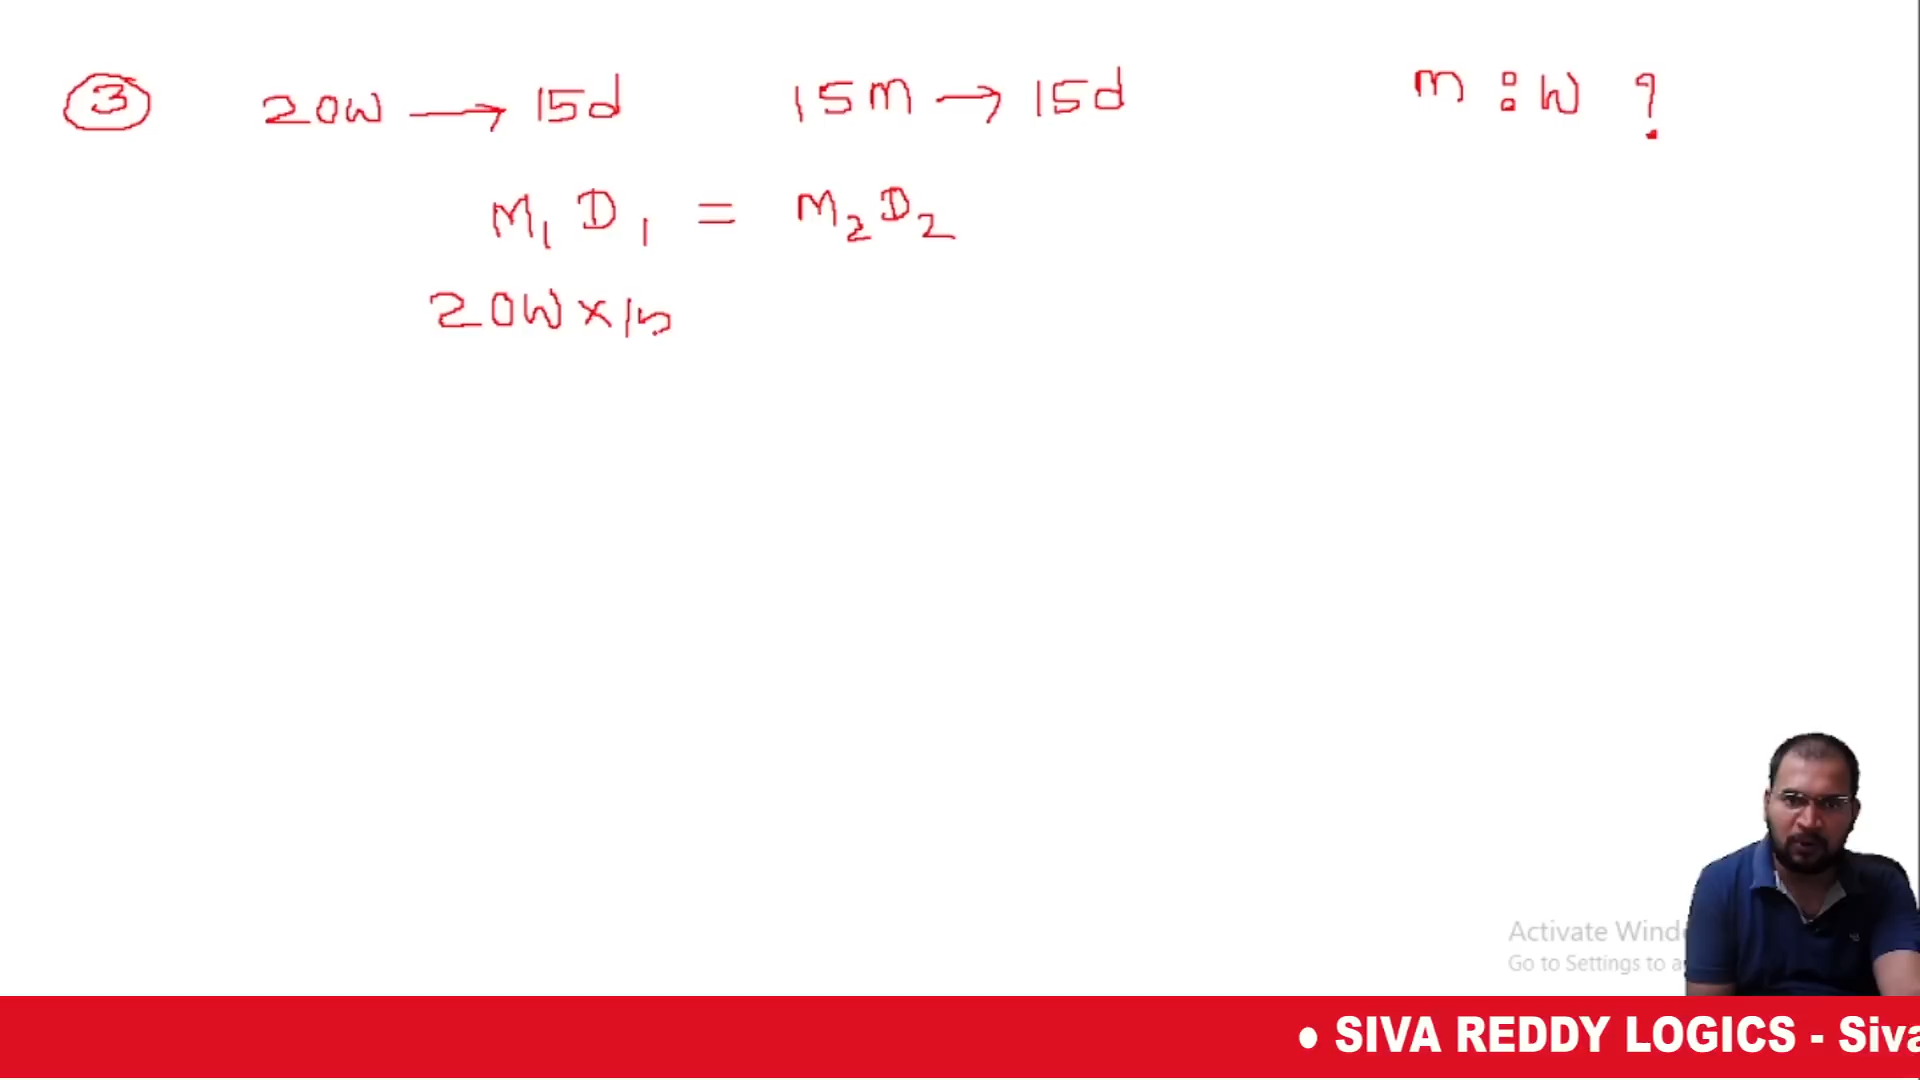 3 20W → 15d 15m → 15d m : W ?
M₁ D₁ = M₂ D₂
20W × 15
Activate Wind
Go to Settings to a
• SIVA REDDY LOGICS - Siva